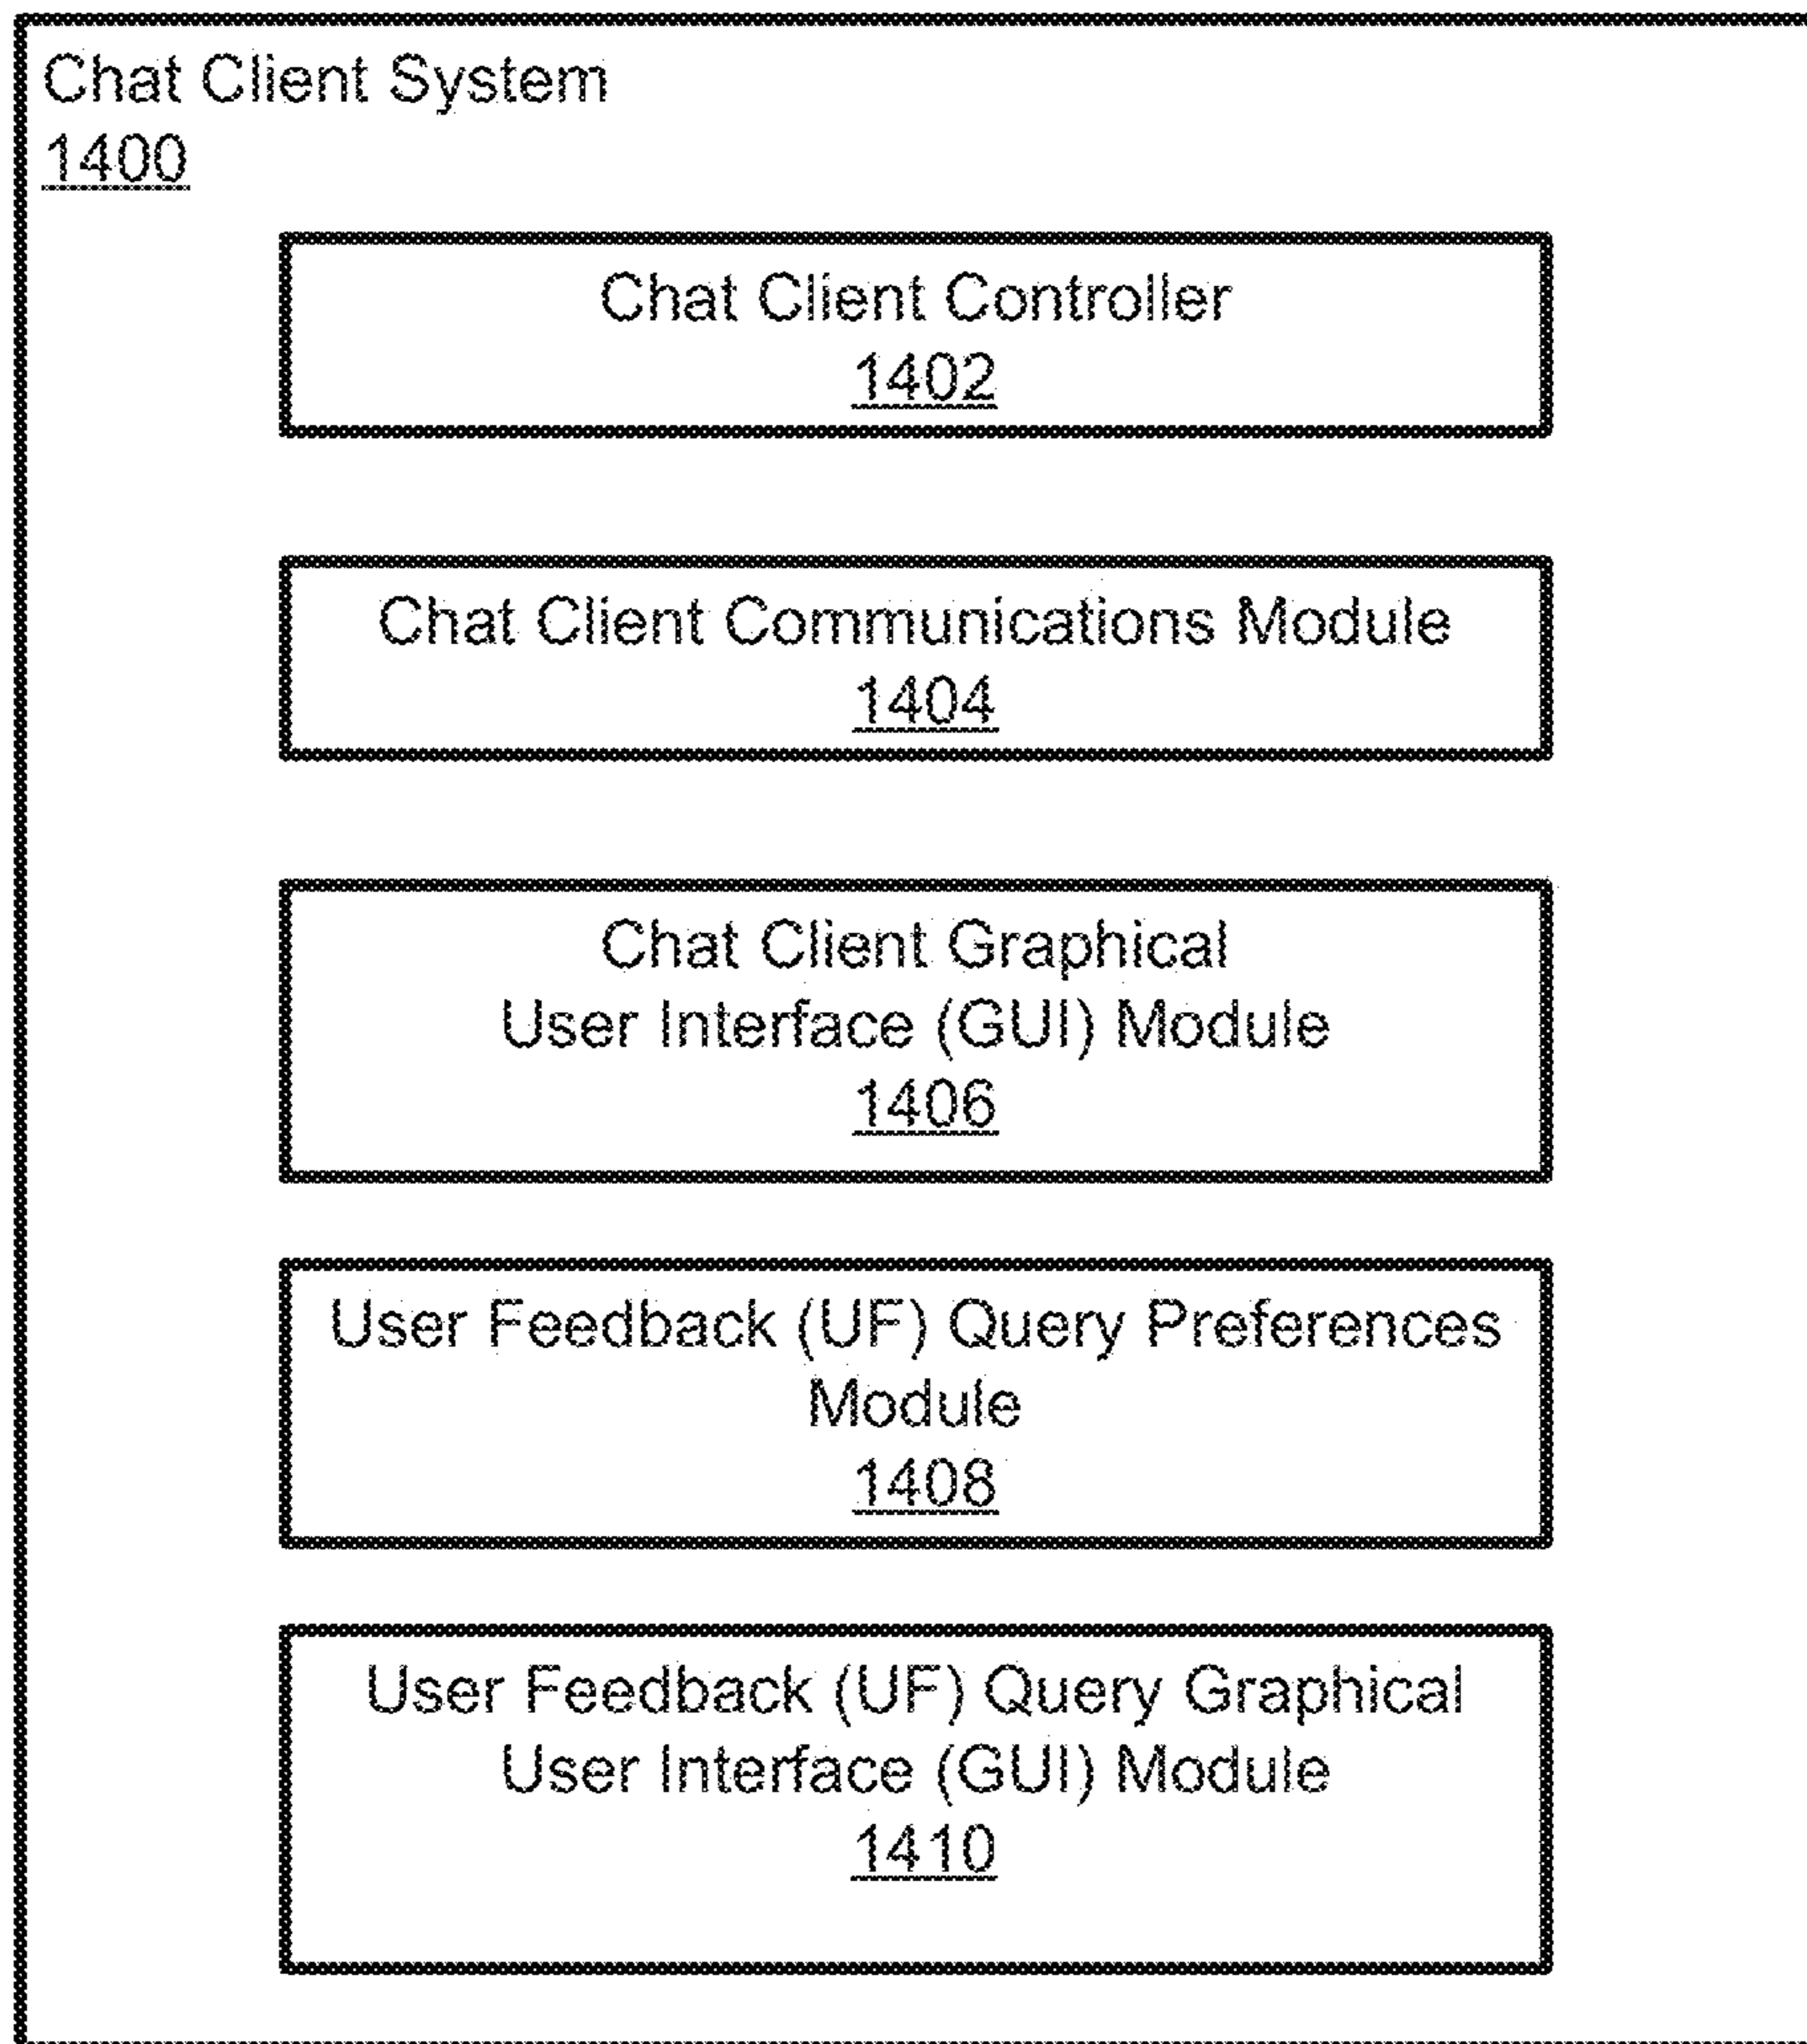 Chat Client System
1400
Chat Client Controller
1402
Chat Client Communications Module
1404
Chat Client Graphical
User Interface (GUI) Module
1406
User Feedback (UF) Query Preferences
Module
1408
User Feedback (UF) Query Graphical
User Interface (GUI) Module
1410